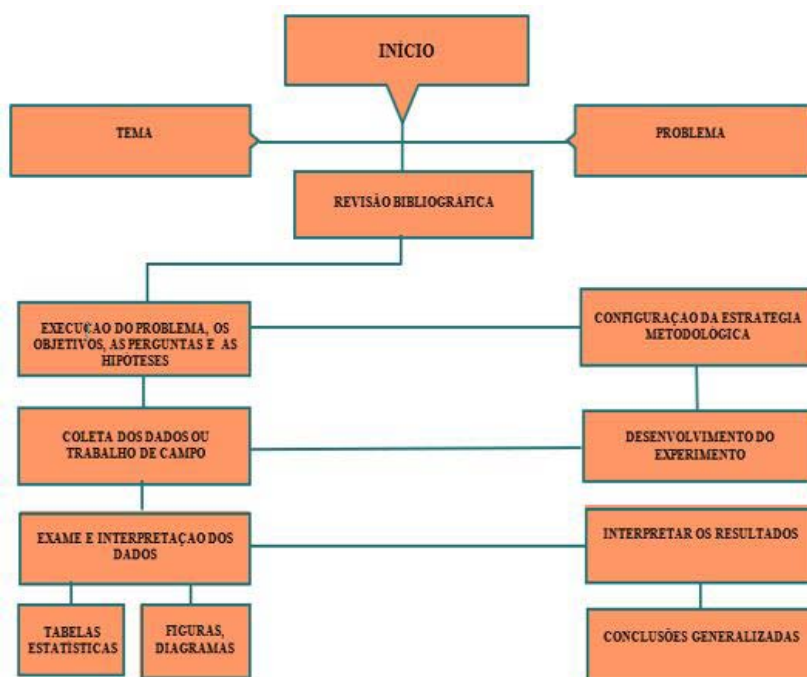 INÍCIO
TEMA
PROBLEMA
REVISÃO BIBLIOGRAFICA
EXECUÇAO DO PROBLEMA, OS
OBJETIVOS, AS PERGUNTAS E AS
HIPÓTESES
CONFIGURAÇAO DA ESTRATEGIA
METODOLÓGICA
COLETA DOS DADOS OU
TRABALHO DE CAMPO
DESENVOLVIMENTO DO
EXPERIMENTO
EXAME E INTERPRETAÇAO DOS
DADOS
INTERPRETAR OS RESULTADOS
TABELAS
ESTATÍSTICAS
FIGURAS,
DIAGRAMAS
CONCLUSÕES GENERALIZADAS